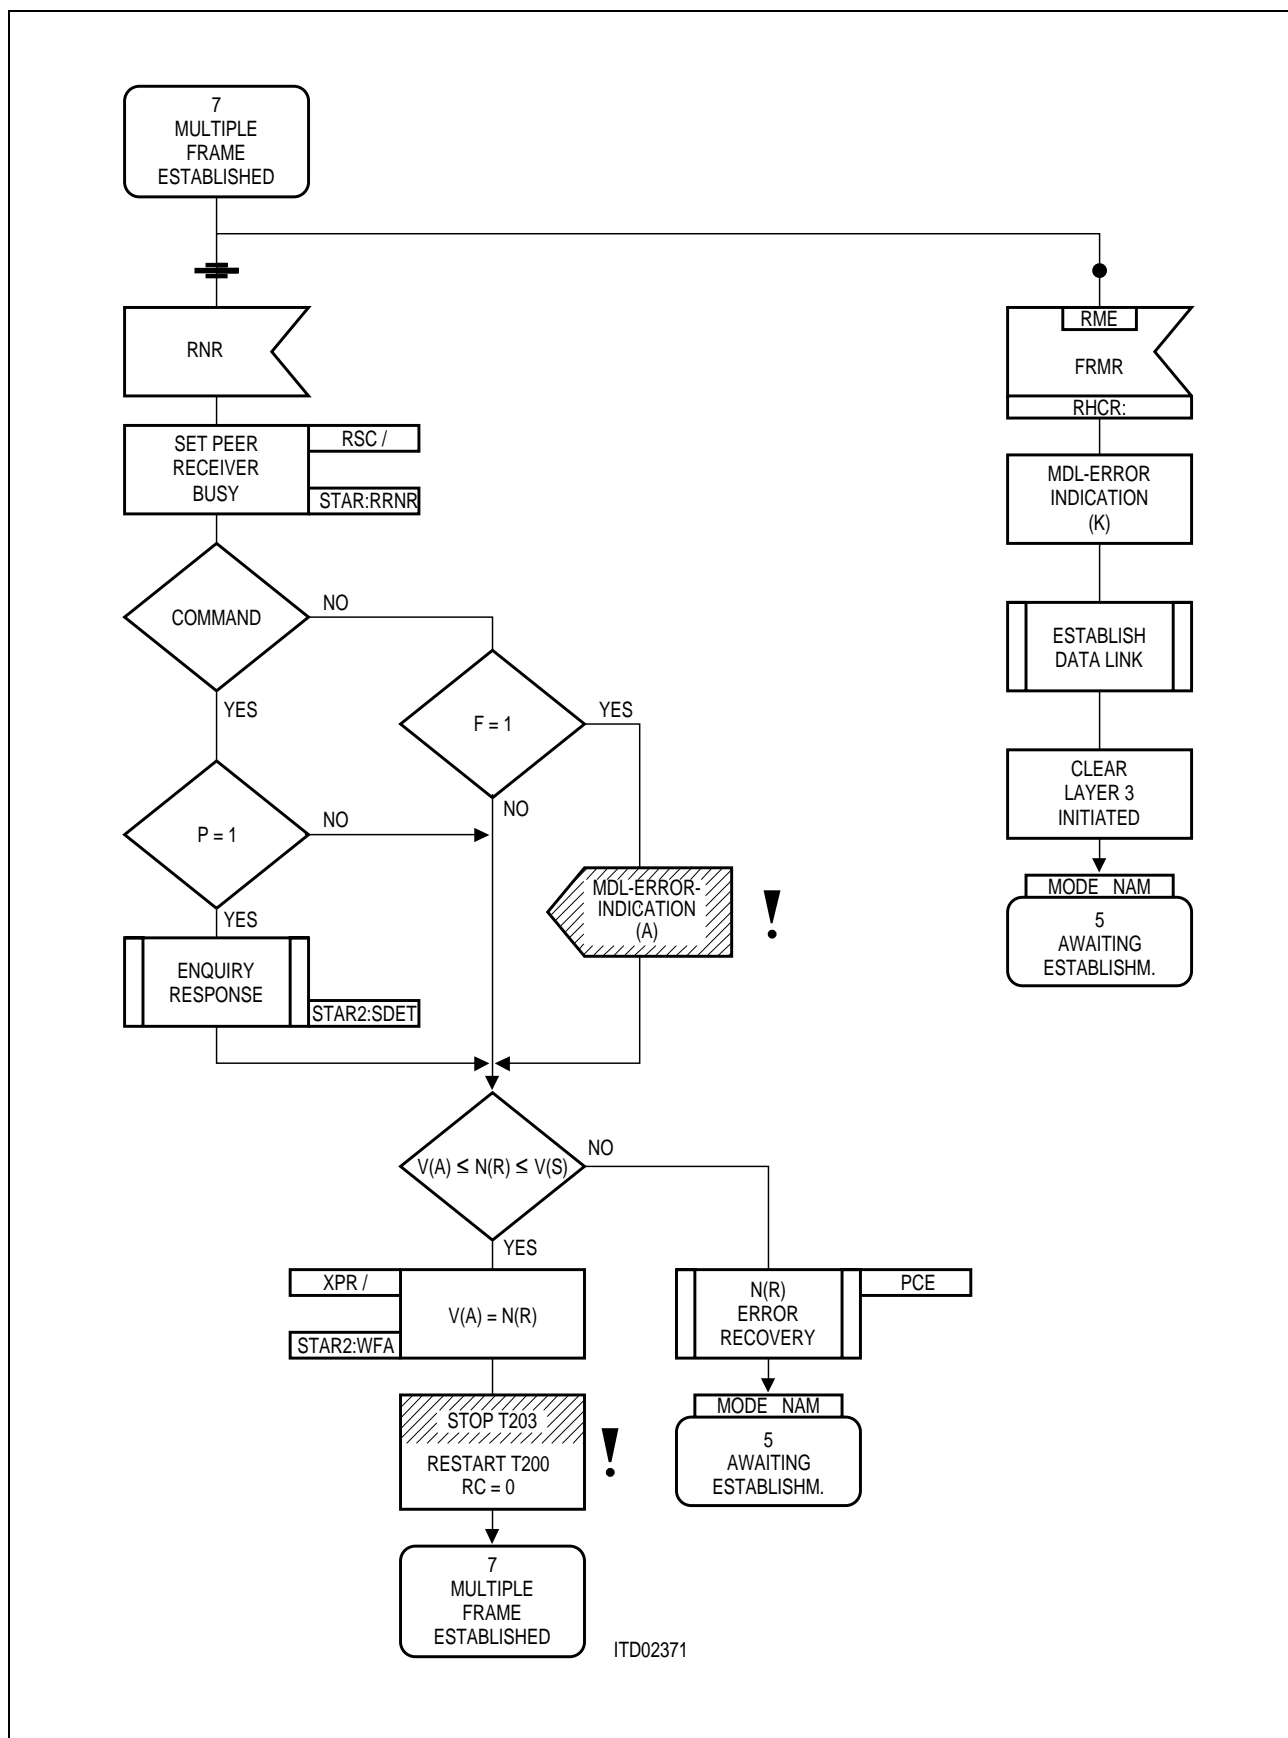 7
MULTIPLE
FRAME
ESTABLISHED
RNR
RME
FRMR
RHCR:
SET PEER
RECEIVER
BUSY
RSC /
STAR:RRNR
MDL-ERROR
INDICATION
(K)
COMMAND
NO
YES
ESTABLISH
DATA LINK
F = 1
YES
NO
CLEAR
LAYER 3
INITIATED
P = 1
NO
YES
MDL-ERROR-
INDICATION
(A)
!
MODE NAM
5
AWAITING
ESTABLISHM.
ENQUIRY
RESPONSE
STAR2:SDET
V(A) ≤ N(R) ≤ V(S)
NO
YES
XPR /
STAR2:WFA
V(A) = N(R)
N(R)
ERROR
RECOVERY
PCE
STOP T203
RESTART T200
RC = 0
!
MODE NAM
5
AWAITING
ESTABLISHM.
7
MULTIPLE
FRAME
ESTABLISHED
ITD02371